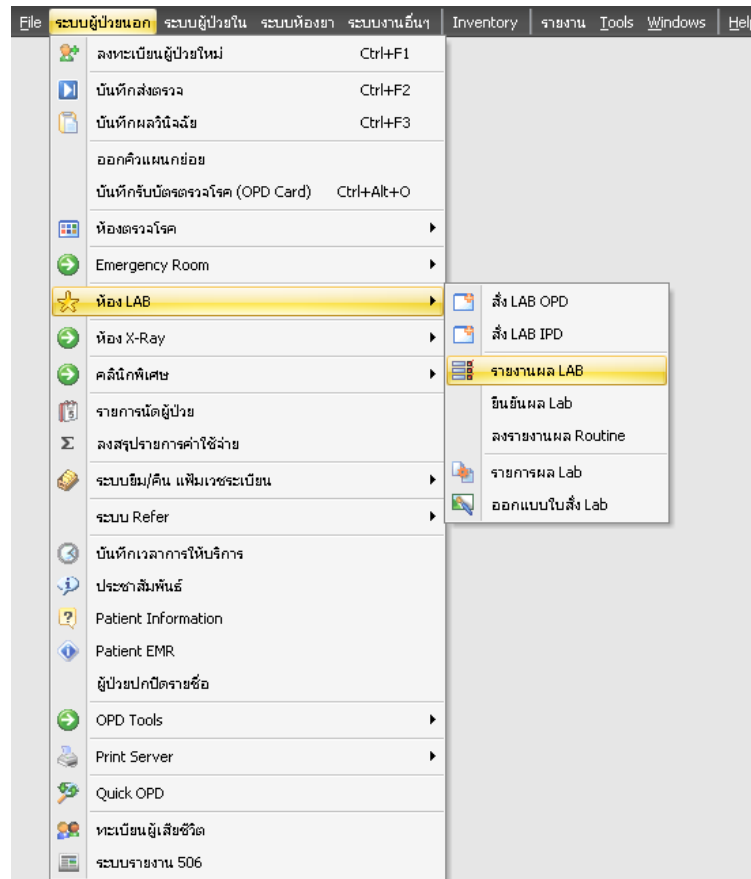 File ระบบผู้ป่วยนอก ระบบผู้ป่วยใน ระบบห้องยา ระบบงานอื่นๆ Inventory รายงาน Tools Windows Hel
ลงทะเบียนผู้ป่วยใหม่ Ctrl+F1
บันทึกส่งตรวจ Ctrl+F2
บันทึกผลวินิจฉัย Ctrl+F3
ออกคิวแผนกย่อย
บันทึกรับบัตรตรวจโรค (OPD Card) Ctrl+Alt+O
ห้องตรวจโรค
Emergency Room
ห้อง LAB
สั่ง LAB OPD
ห้อง X-Ray
สั่ง LAB IPD
คลินิกพิเศษ
รายงานผล LAB
รายการนัดผู้ป่วย
ยืนยันผล Lab
ลงสรุปรายการค่าใช้จ่าย
ลงรายงานผล Routine
ระบบยืม/คืน แฟ้มเวชระเบียน
รายการผล Lab
ระบบ Refer
ออกแบบใบสั่ง Lab
บันทึกเวลาการให้บริการ
ประชาสัมพันธ์
Patient Information
Patient EMR
ผู้ป่วยปกปิดรายชื่อ
OPD Tools
Print Server
Quick OPD
ทะเบียนผู้เสียชีวิต
ระบบรายงาน 506